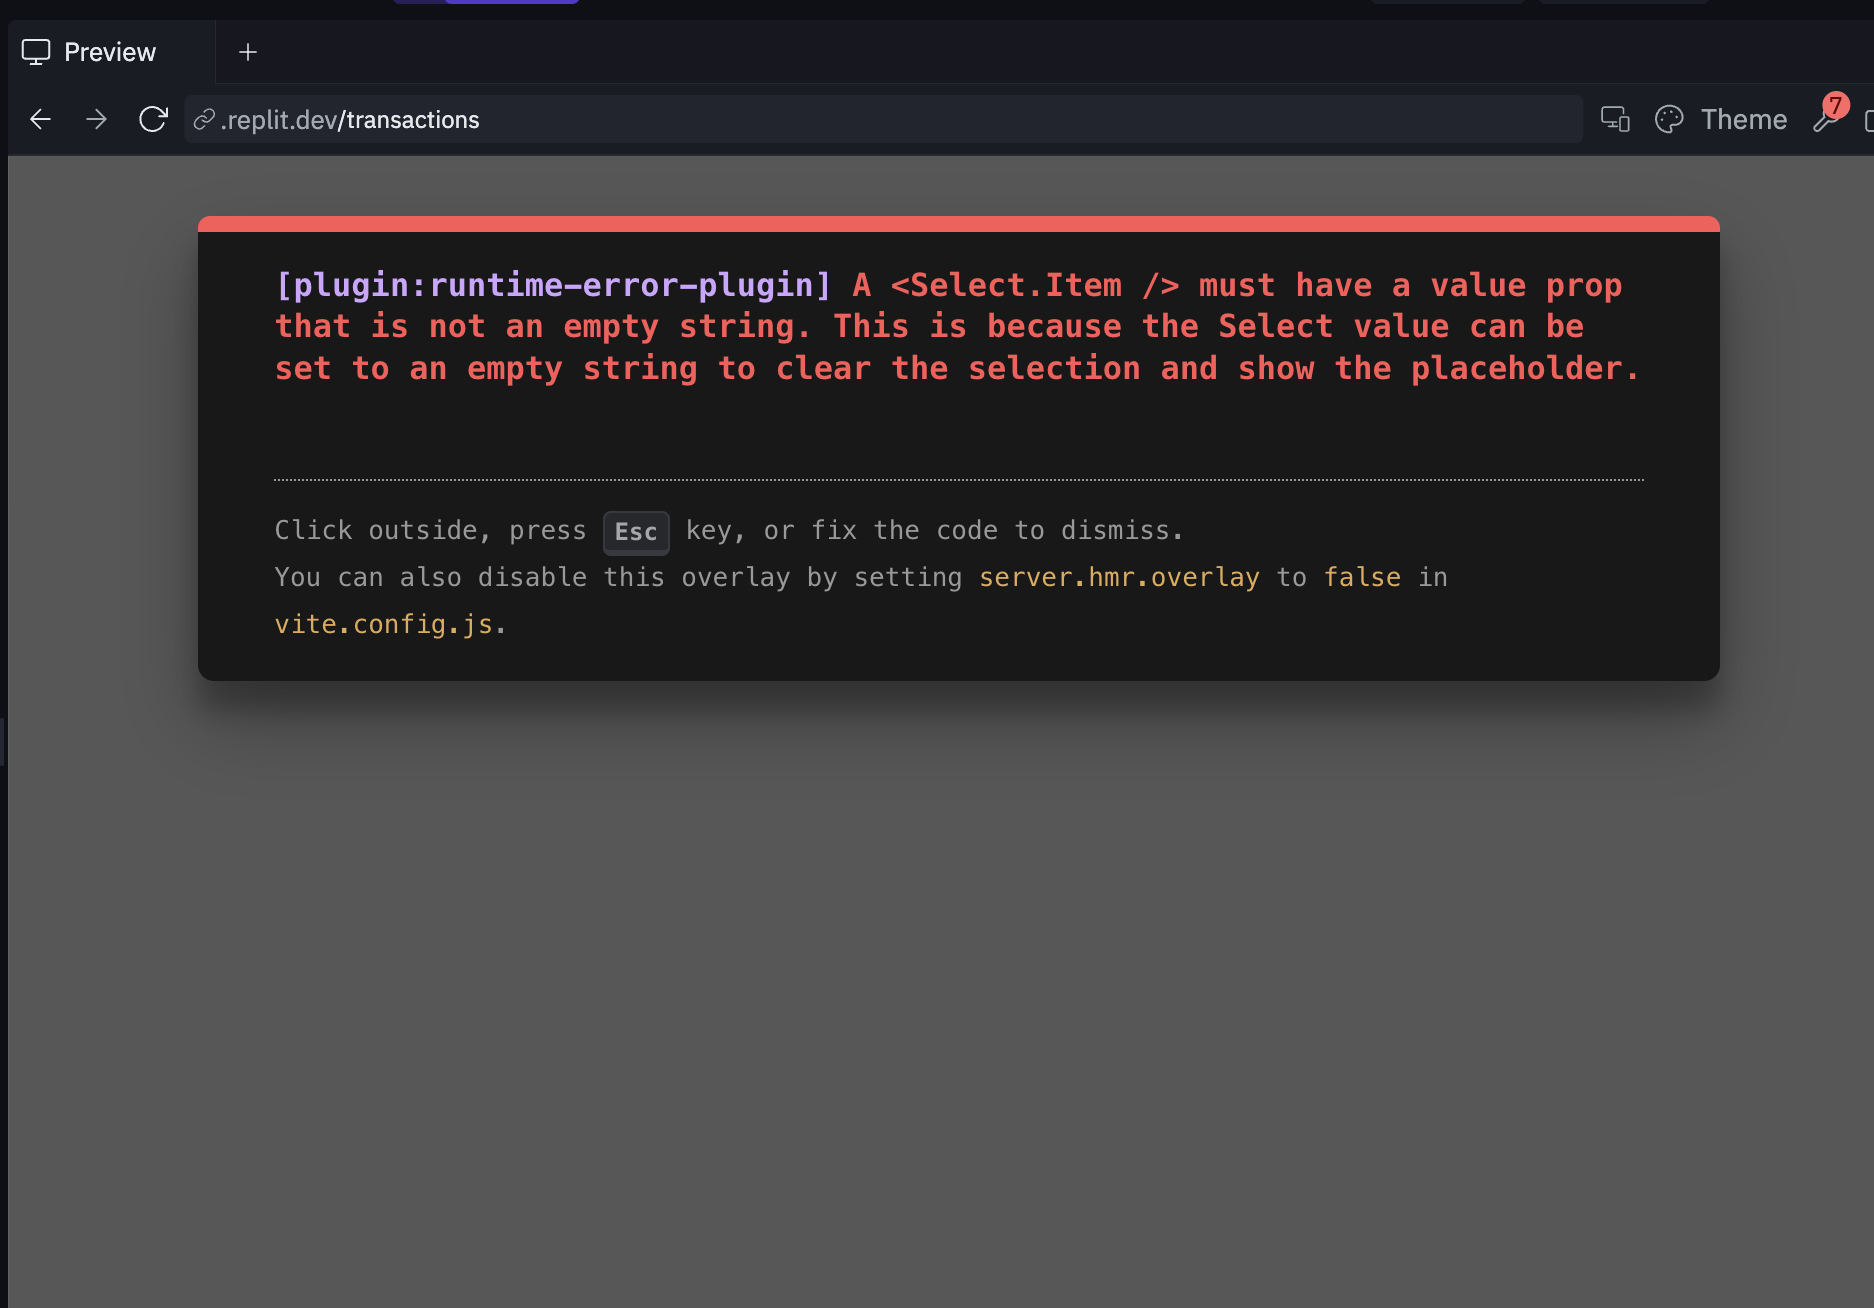 Preview
.replit.dev/transactions
Theme
7
[plugin:runtime-error-plugin] A <Select.Item /> must have a value prop
that is not an empty string. This is because the Select value can be
set to an empty string to clear the selection and show the placeholder.
Click outside, press Esc key, or fix the code to dismiss.
You can also disable this overlay by setting server.hmr.overlay to false in
vite.config.js.